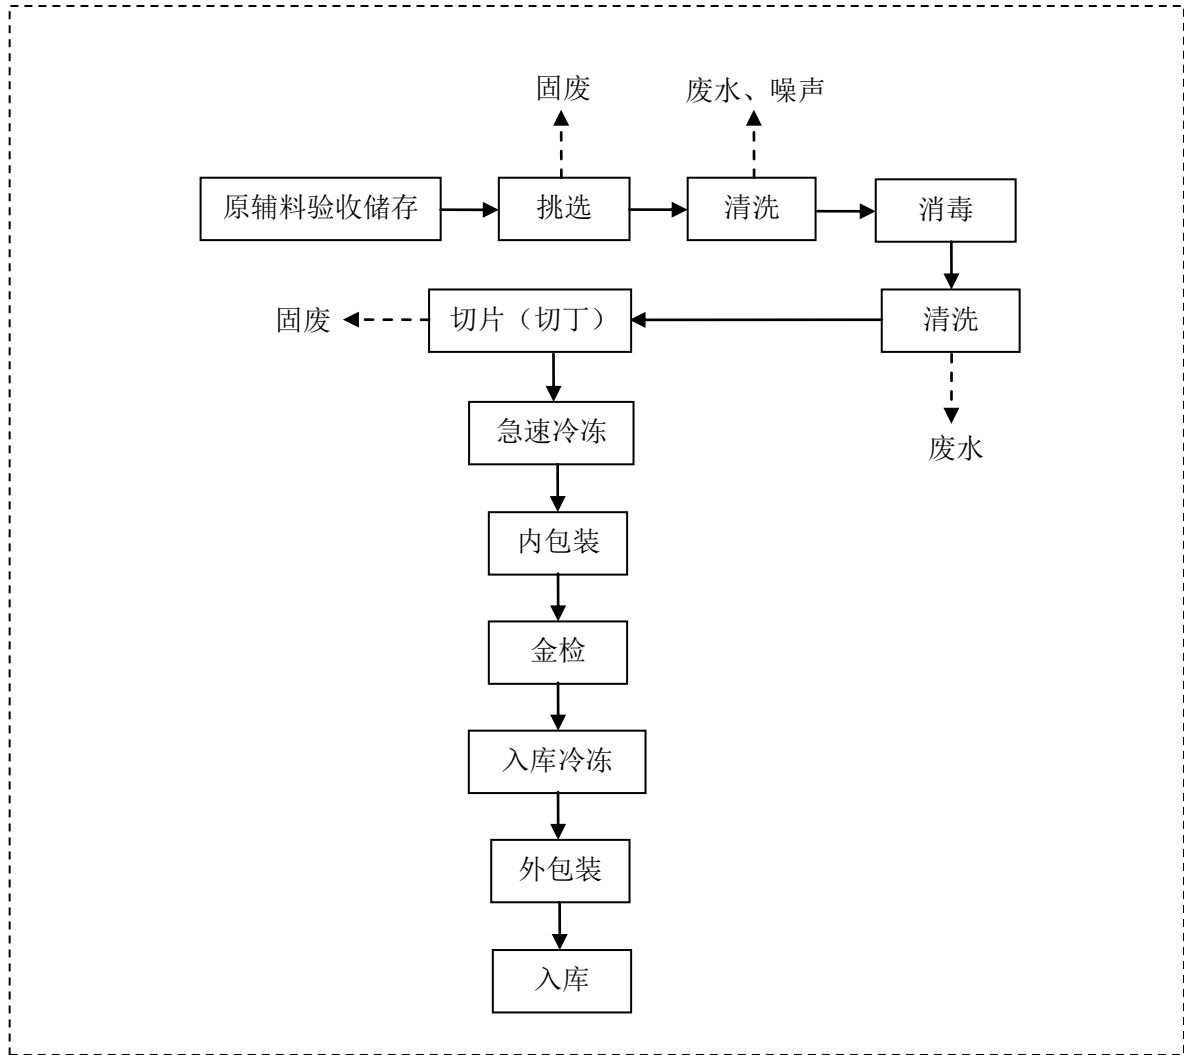 固废
废水、噪声
原辅料验收储存
挑选
清洗
消毒
固废
切片（切丁）
清洗
急速冷冻
废水
内包装
金检
入库冷冻
外包装
入库